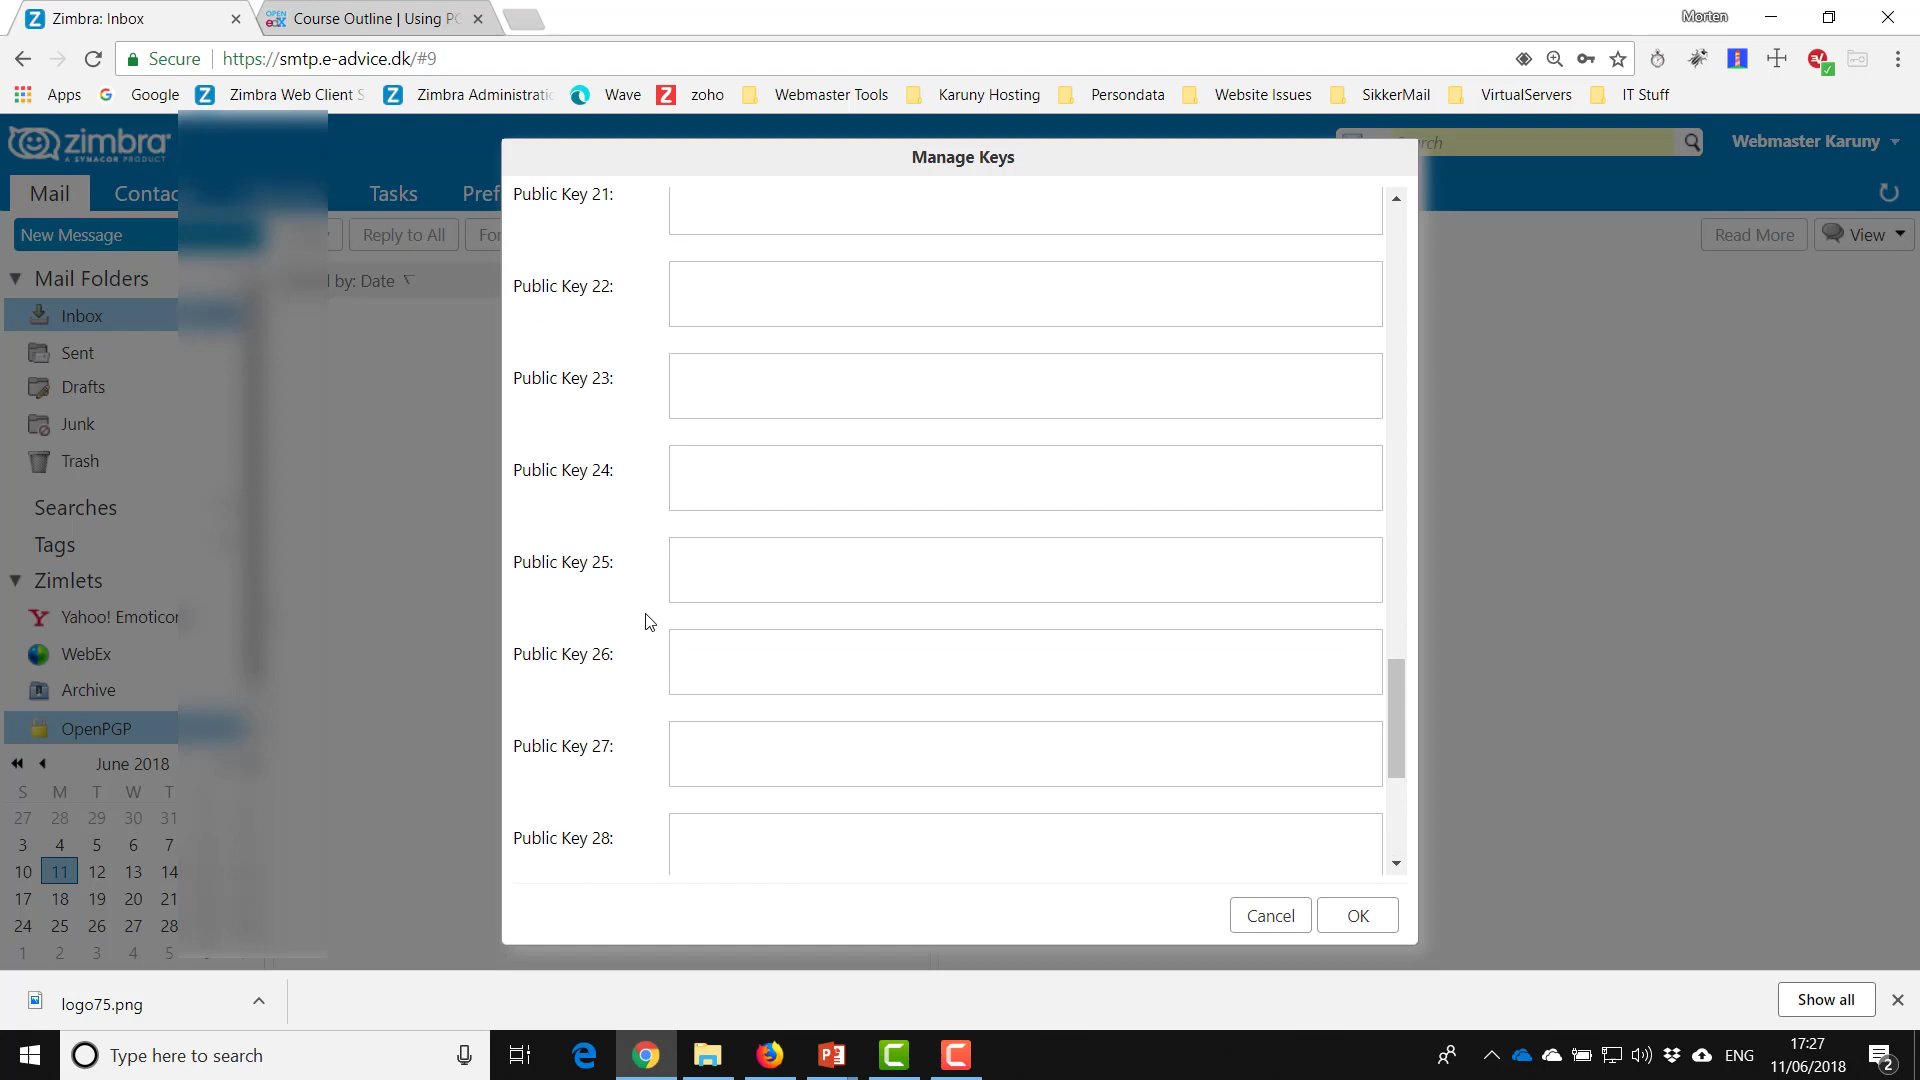 Zimbra: Inbox
Course Outline | Using PG
Morten
Secure
https://smtp.e-advice.dk/#9
Apps
Google
Zimbra Web Client S
Zimbra Administratio
Wave
zoho
Webmaster Tools
Karuny Hosting
Persondata
Website Issues
SikkerMail
VirtualServers
IT Stuff
zimbra
A SYNACOR PRODUCT
Webmaster Karuny
Mail
Contac
Tasks
Pref
New Message
Reply to All
For
Read More
View
Mail Folders
by: Date
Inbox
Sent
Drafts
Junk
Trash
Searches
Tags
Zimlets
Yahoo! Emoticon
WebEx
Archive
OpenPGP
June 2018
S M T W T
27 28 29 30 31
3 4 5 6 7
10 11 12 13 14
17 18 19 20 21
24 25 26 27 28
1 2 3 4 5
Manage Keys
Public Key 21:
Public Key 22:
Public Key 23:
Public Key 24:
Public Key 25:
Public Key 26:
Public Key 27:
Public Key 28:
Cancel
OK
logo75.png
Show all
Type here to search
ENG
17:27
11/06/2018
2